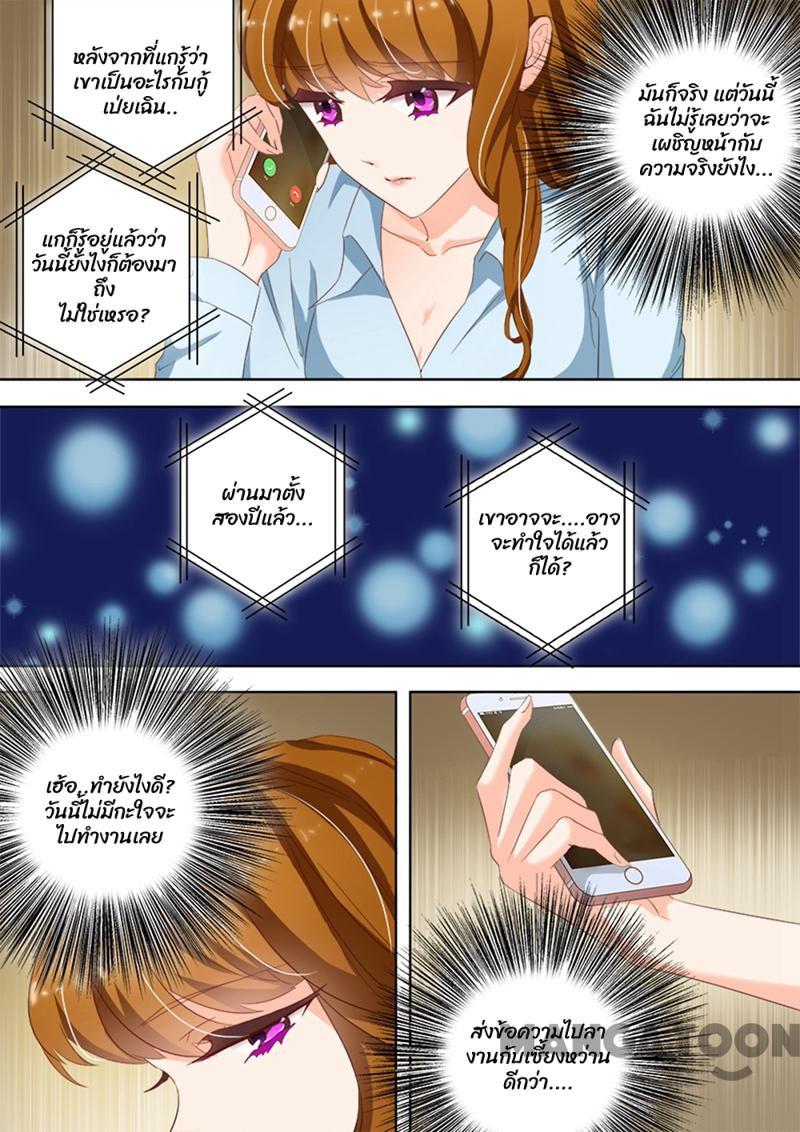 หลังจากที่แกรู้ว่า
เขาเป็นอะไรกับกู้
เป่ยเฉิน..
มันก็จริง แต่วันนี้
ฉันไม่รู้เลยว่าจะ
เผชิญหน้ากับ
ความจริงยังไง...
แกก็รู้อยู่แล้วว่า
วันนี้ยังไงก็ต้องมา
ถึง
ไม่ใช่เหรอ?
ผ่านมาตั้ง
สองปีแล้ว...
เขาอาจจะ....อาจ
จะทำใจได้แล้ว
ก็ได้?
เฮ้อ..ทำยังไงดี?
วันนี้ไม่มีกะใจจะ
ไปทำงานเลย
ส่งข้อความไปลา
งานกับเซี้ยงหว่าน
ดีกว่า....
MANGATOON